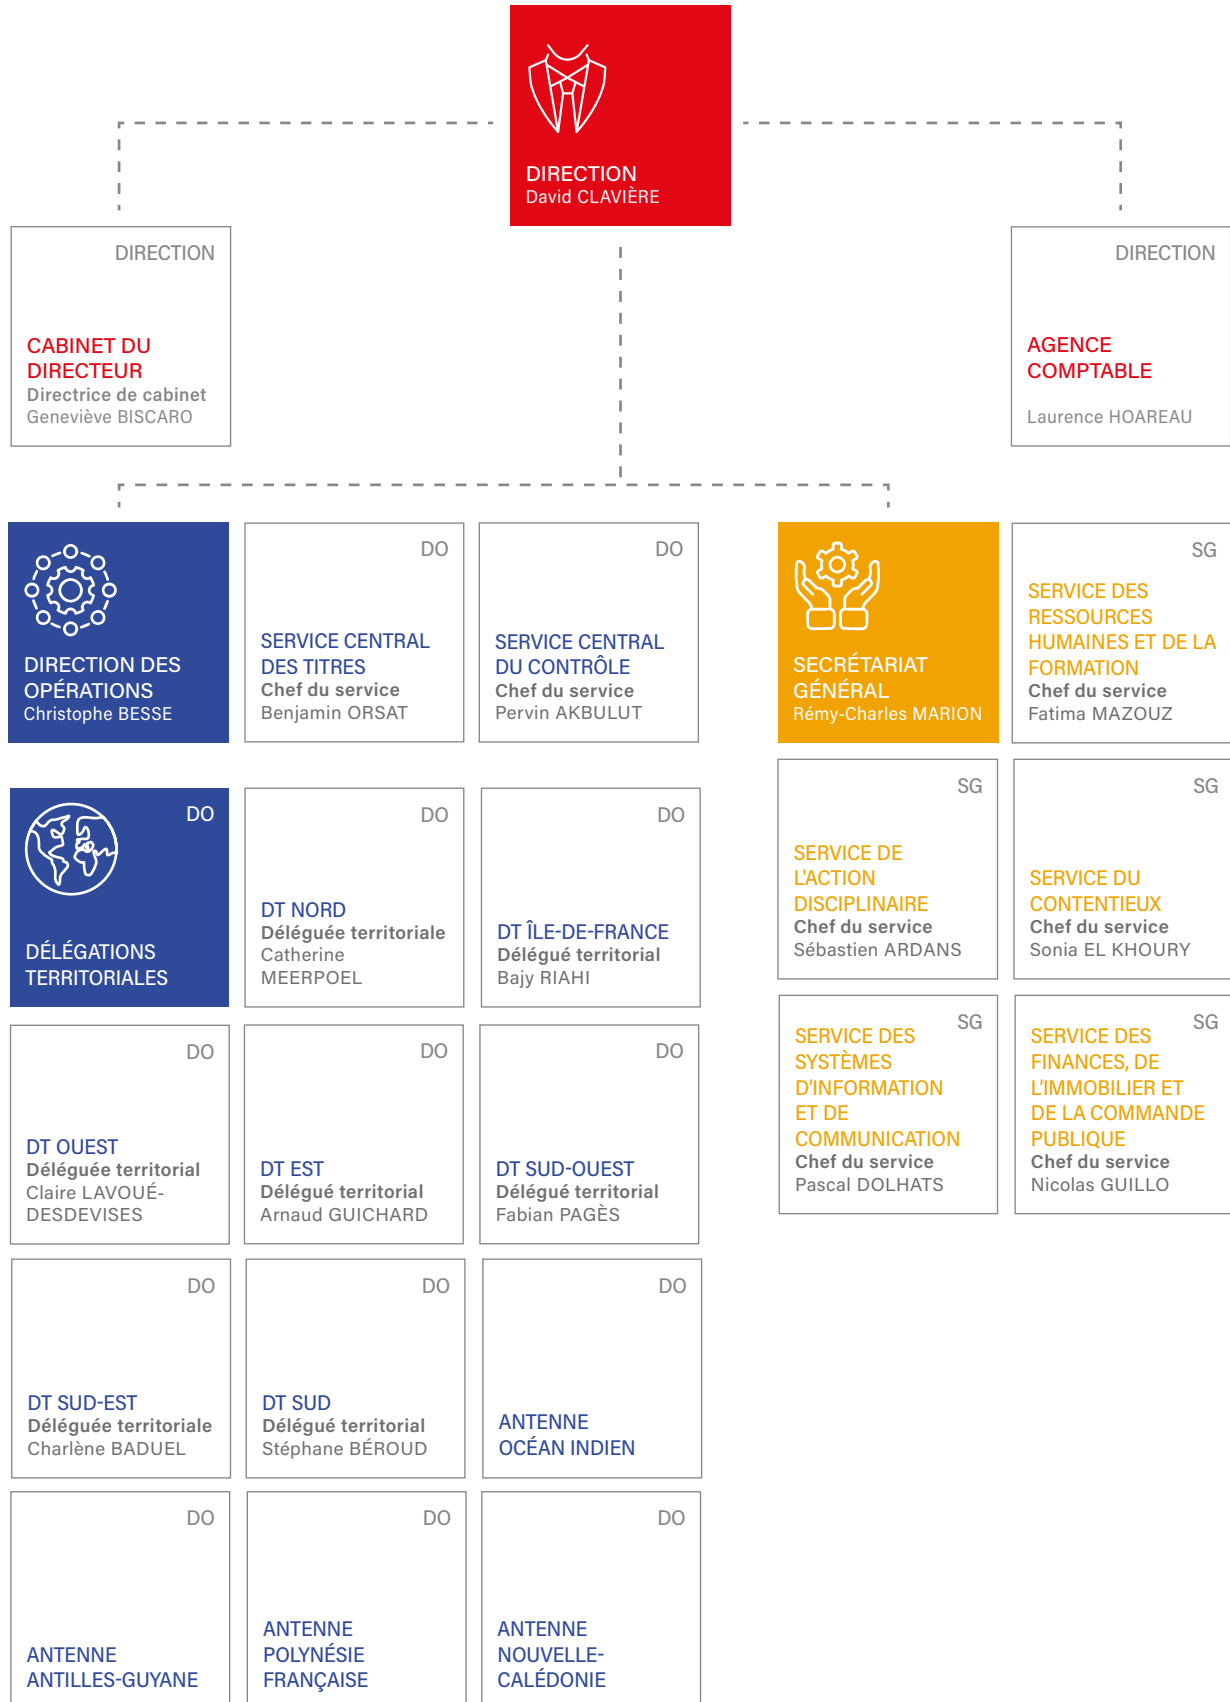 DIRECTION
David CLAVIÈRE
DIRECTION
CABINET DU
DIRECTEUR
Directrice de cabinet
Geneviève BISCARO
DIRECTION
AGENCE
COMPTABLE
Laurence HOAREAU
DIRECTION DES
OPÉRATIONS
Christophe BESSE
DO
SERVICE CENTRAL
DES TITRES
Chef du service
Benjamin ORSAT
DO
SERVICE CENTRAL
DU CONTRÔLE
Chef du service
Pervin AKBULUT
SECRÉTARIAT
GÉNÉRAL
Rémy-Charles MARION
SG
SERVICE DES
RESSOURCES
HUMAINES ET DE LA
FORMATION
Chef du service
Fatima MAZOUZ
DO
DÉLÉGATIONS
TERRITORIALES
DO
DT NORD
Déléguée territoriale
Catherine
MEERPOEL
DO
DT ÎLE-DE-FRANCE
Délégué territorial
Bajy RIAHI
SG
SERVICE DE
L'ACTION
DISCIPLINAIRE
Chef du service
Sébastien ARDANS
SG
SERVICE DU
CONTENTIEUX
Chef du service
Sonia EL KHOURY
DO
DT OUEST
Déléguée territorial
Claire LAVOUÉ-
DESDEVISES
DO
DT EST
Délégué territorial
Arnaud GUICHARD
DO
DT SUD-OUEST
Délégué territorial
Fabian PAGÈS
SG
SERVICE DES
SYSTÈMES
D'INFORMATION
ET DE
COMMUNICATION
Chef du service
Pascal DOLHATS
SG
SERVICE DES
FINANCES, DE
L'IMMOBILIER ET
DE LA COMMANDE
PUBLIQUE
Chef du service
Nicolas GUILLO
DO
DT SUD-EST
Déléguée territoriale
Charlène BADUEL
DO
DT SUD
Délégué territorial
Stéphane BÉROUD
DO
ANTENNE
OCÉAN INDIEN
DO
ANTENNE
ANTILLES-GUYANE
DO
ANTENNE
POLYNÉSIE
FRANÇAISE
DO
ANTENNE
NOUVELLE-
CALÉDONIE